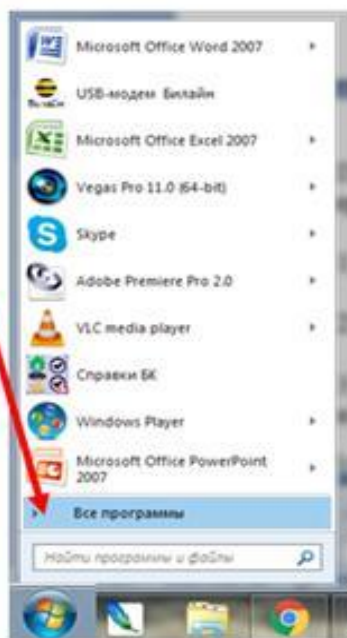 Microsoft Office Word 2007
USB-модем Билайн
Microsoft Office Excel 2007
Vegas Pro 11.0 (64-bit)
Skype
Adobe Premiere Pro 2.0
VLC media player
Справки БК
Windows Player
Microsoft Office PowerPoint
2007
Все программы
Найти программы и файлы